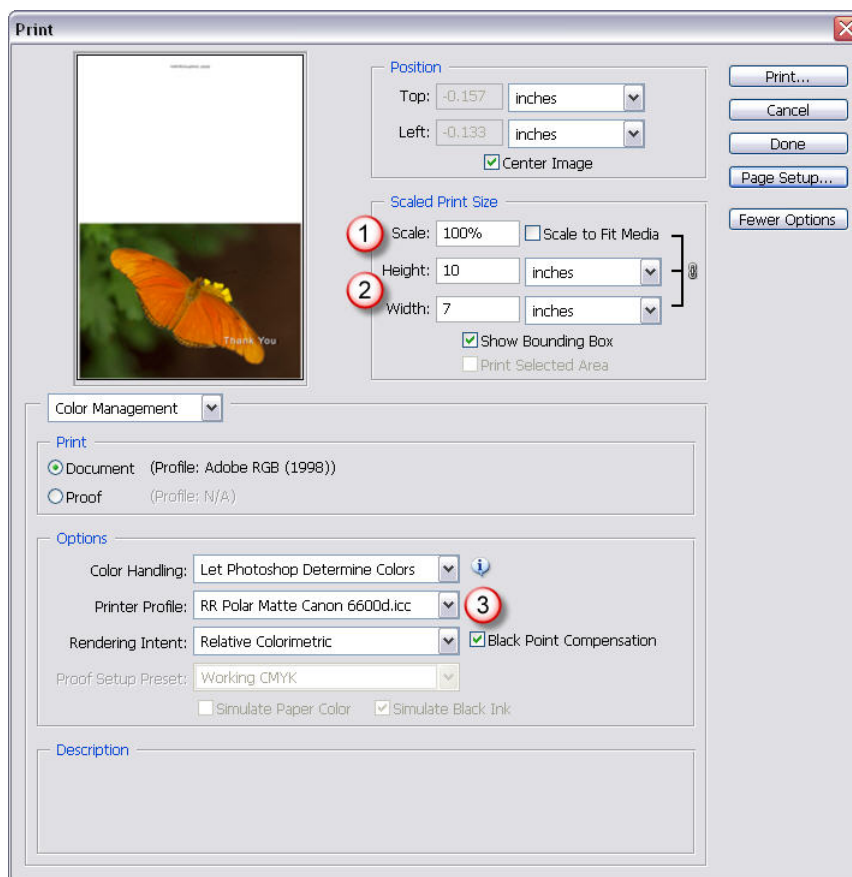 Print
Position
Top: -0.157 inches
Left: -0.133 inches
Center Image
Scaled Print Size
1 Scale: 100% Scale to Fit Media
Height: 10 inches
2
Width: 7 inches
Show Bounding Box
Print Selected Area
Print...
Cancel
Done
Page Setup...
Fewer Options
Thank You
Color Management
Print
Document (Profile: Adobe RGB (1998))
Proof (Profile: N/A)
Options
Color Handling: Let Photoshop Determine Colors
Printer Profile: RR Polar Matte Canon 6600d.icc 3
Rendering Intent: Relative Colorimetric Black Point Compensation
Proof Setup Preset: Working CMYK
Simulate Paper Color Simulate Black Ink
Description